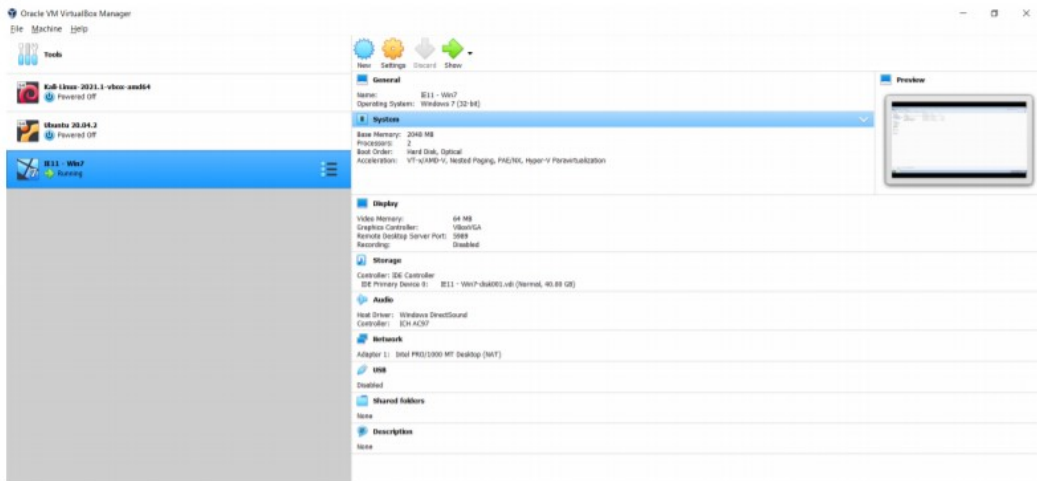 Oracle VM VirtualBox Manager
File Machine Help
Tools
Kali-Linux-2021.1-vbox-amd64
Powered Off
Ubuntu 20.04.2
Powered Off
IE11 - Win7
Running
New Settings Discard Show
General
Name: IE11 - Win7
Operating System: Windows 7 (32-bit)
Preview
System
Base Memory: 2048 MB
Processors: 2
Boot Order: Hard Disk, Optical
Acceleration: VT-x/AMD-V, Nested Paging, PAE/NX, Hyper-V Paravirtualization
Display
Video Memory: 64 MB
Graphics Controller: VBoxVGA
Remote Desktop Server Port: 5989
Recording: Disabled
Storage
Controller: IDE Controller
IDE Primary Device 0: IE11 - Win7-disk001.vdi (Normal, 40.00 GB)
Audio
Host Driver: Windows DirectSound
Controller: ICH AC97
Network
Adapter 1: Intel PRO/1000 MT Desktop (NAT)
USB
Disabled
Shared folders
None
Description
None